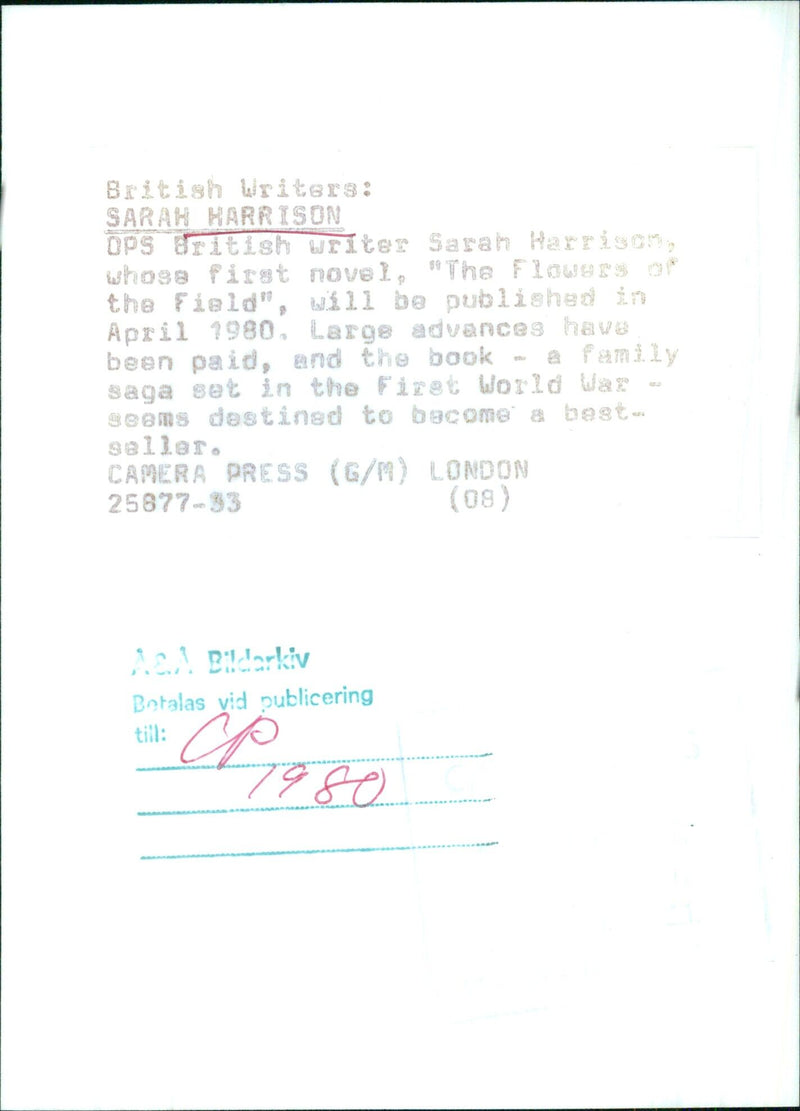 British Writers:
SARAH HARRISON
OPS British writer Sarah Harrison,
whose first novel, "The Flowers of
the Field", will be published in
April 1980. Large advances have
been paid, and the book - a family
saga set in the First World War -
seems destined to become a best-
seller.
CAMERA PRESS (G/M) LONDON
25877-33 (08)
A&A Bildarkiv
Betalas vid publicering
till: CP
1980